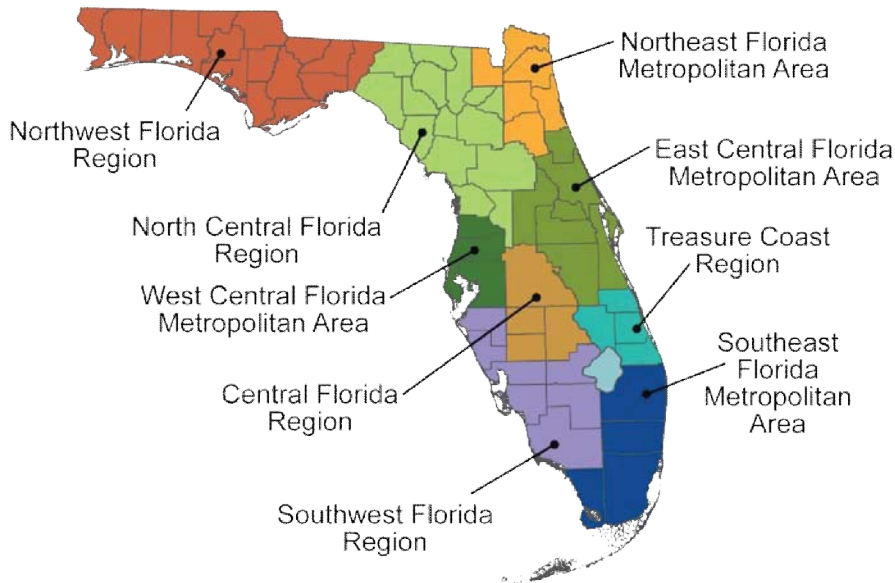 Northeast Florida
Metropolitan Area
Northwest Florida
Region
East Central Florida
Metropolitan Area
North Central Florida
Region
Treasure Coast
Region
West Central Florida
Metropolitan Area
Southeast
Florida
Metropolitan
Area
Central Florida
Region
Southwest Florida
Region